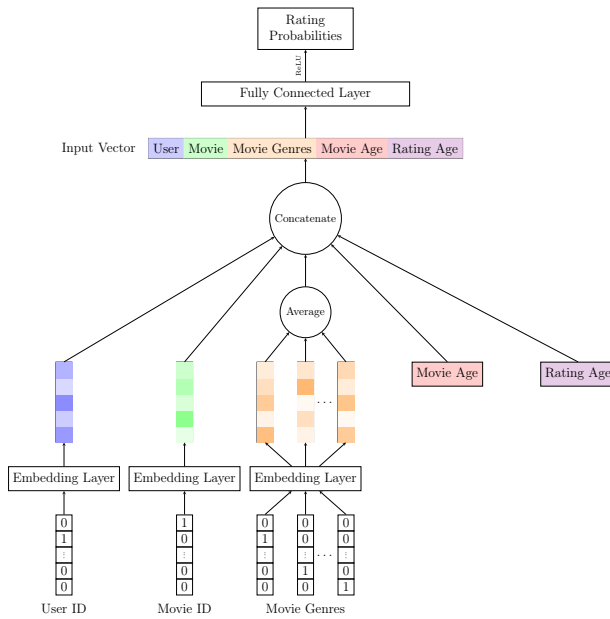 Rating
Probabilities
ReLU
Fully Connected Layer
Input Vector User Movie Movie Genres Movie Age Rating Age
Concatenate
Average
Movie Age Rating Age
. . .
Embedding Layer Embedding Layer Embedding Layer
0 1 0 0 0
1 0 1 0 0
⋮ ⋮ ⋮ ⋮ . . . ⋮
0 0 0 1 0
0 0 0 0 1
User ID Movie ID Movie Genres